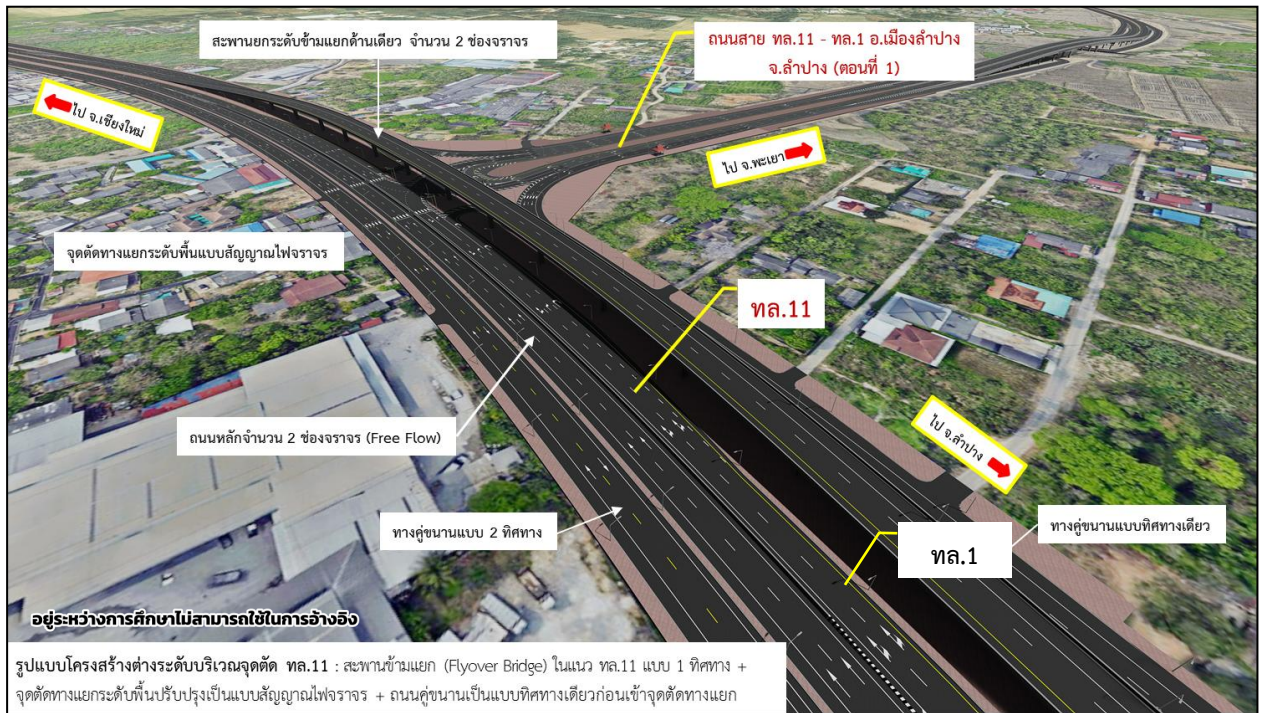 สะพานยกระดับข้ามแยกด้านเดียว จำนวน 2 ช่องจราจร
ถนนสาย ทล.11 - ทล.1 อ.เมืองลำปาง
จ.ลำปาง (ตอนที่ 1)
ไป จ.เชียงใหม่
ไป จ.พะเยา
จุดตัดทางแยกระดับพื้นแบบสัญญาณไฟจราจร
ทล.11
ถนนหลักจำนวน 2 ช่องจราจร (Free Flow)
ไป จ.ลำปาง
ทางคู่ขนานแบบ 2 ทิศทาง
ทางคู่ขนานแบบทิศทางเดียว
ทล.1
อยู่ระหว่างการศึกษาไม่สามารถใช้ในการอ้างอิง
รูปแบบโครงสร้างต่างระดับบริเวณจุดตัด ทล.11 : สะพานข้ามแยก (Flyover Bridge) ในแนว ทล.11 แบบ 1 ทิศทาง +
จุดตัดทางแยกระดับพื้นปรับปรุงเป็นแบบสัญญาณไฟจราจร + ถนนคู่ขนานเป็นแบบทิศทางเดียวก่อนเข้าจุดตัดทางแยก